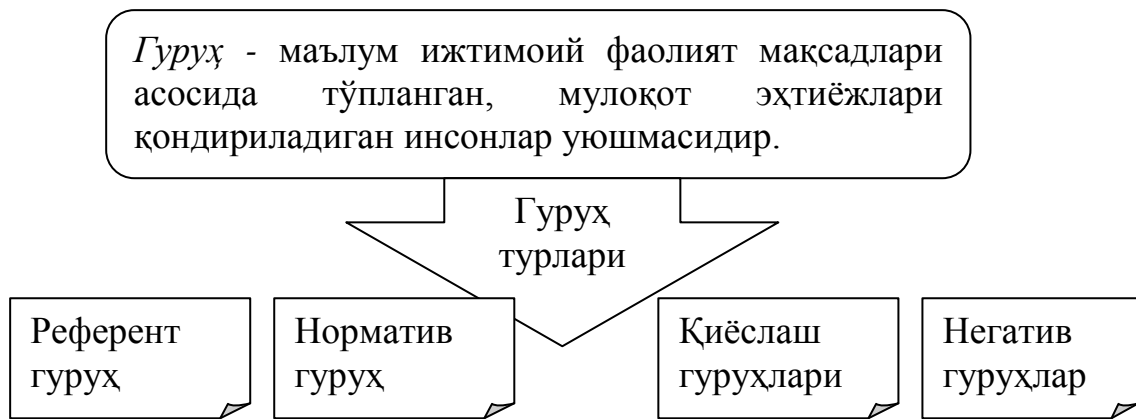 Гуруҳ - маълум ижтимоий фаолият мақсадлари
асосида тўпланган, мулоқот эҳтиёжлари
қондириладиган инсонлар уюшмасидир.
Гуруҳ
турлари
Референт
гуруҳ
Норматив
гуруҳ
Қиёслаш
гуруҳлари
Негатив
гуруҳлар